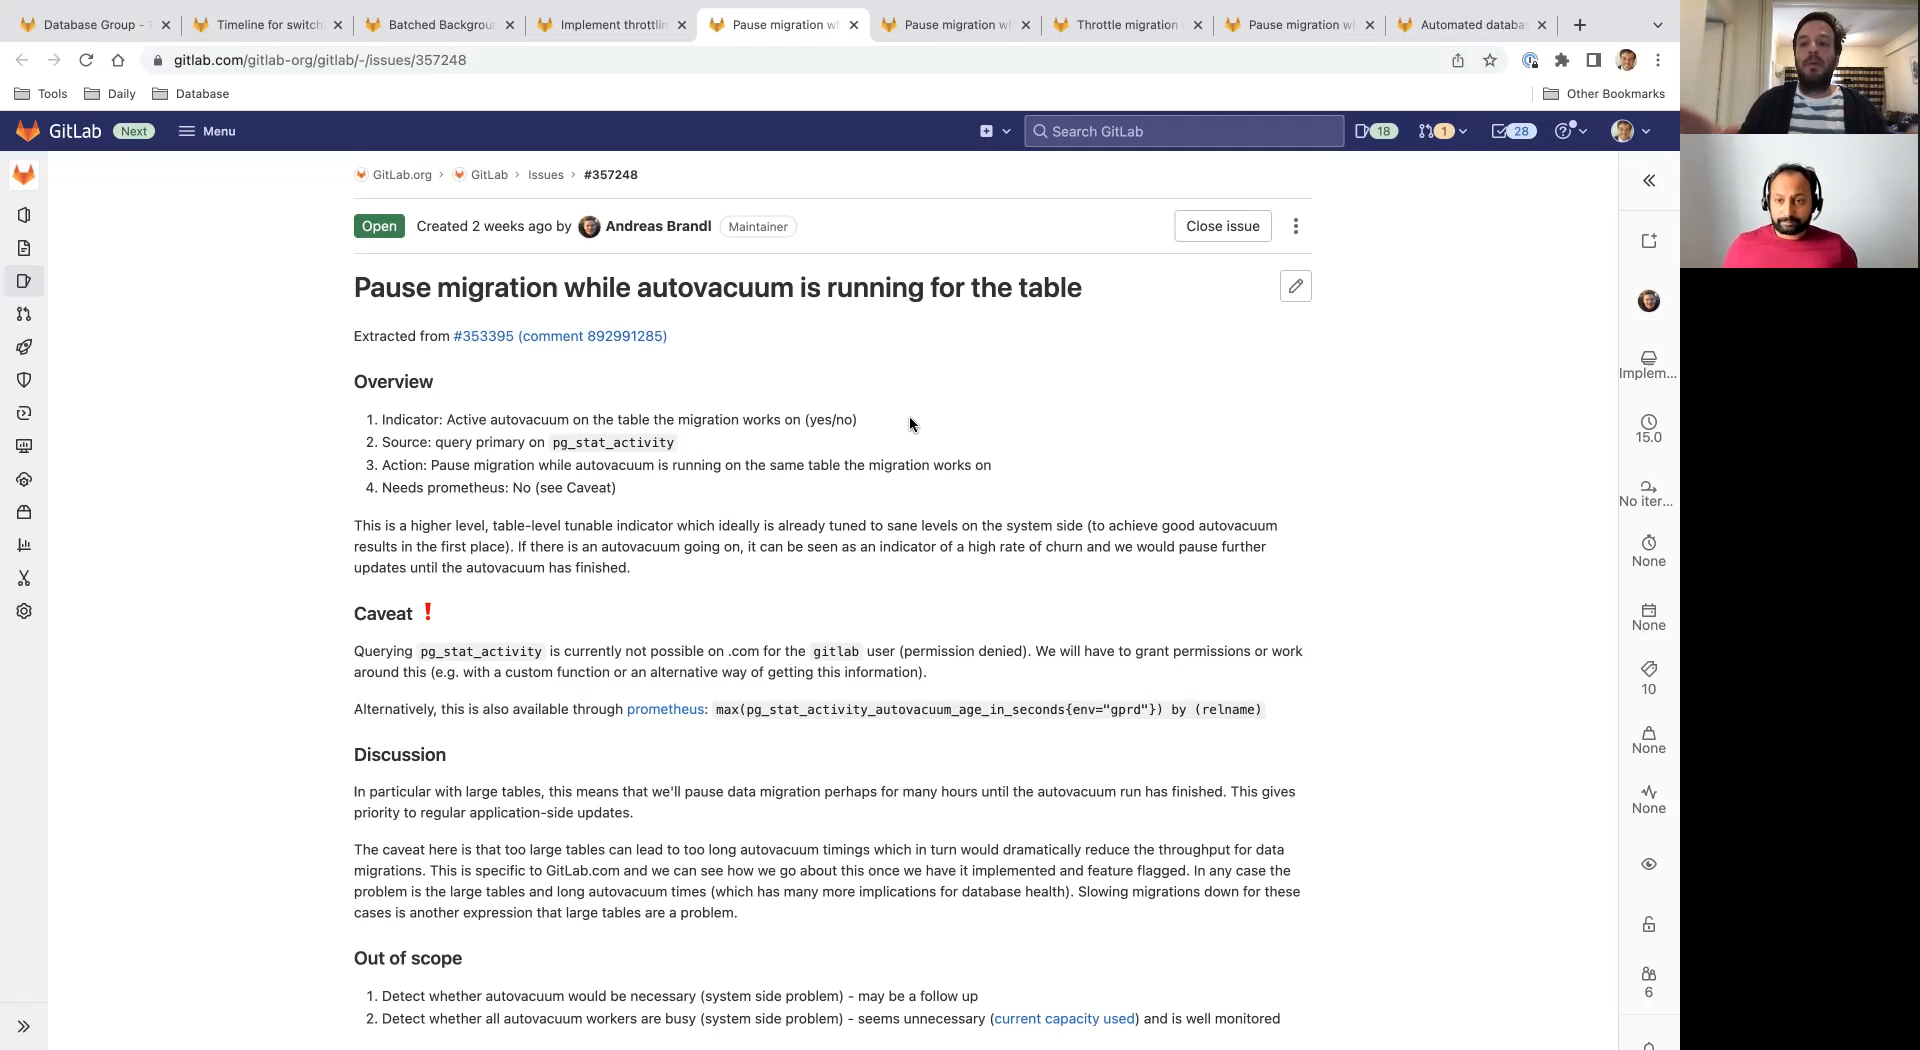 Database Group -
Timeline for switch
Batched Backgroun
Implement throttlin
Pause migration wh
Pause migration wh
Throttle migration
Pause migration wh
Automated databa
gitlab.com/gitlab-org/gitlab/-/issues/357248
Tools
Daily
Database
Other Bookmarks
GitLab
Next
Menu
Search GitLab
18
1
28
GitLab.org › GitLab › Issues › #357248
Open
Created 2 weeks ago by Andreas Brandl
Maintainer
Close issue
Pause migration while autovacuum is running for the table
Extracted from #353395 (comment 892991285)
Overview
1. Indicator: Active autovacuum on the table the migration works on (yes/no)
2. Source: query primary on pg_stat_activity
3. Action: Pause migration while autovacuum is running on the same table the migration works on
4. Needs prometheus: No (see Caveat)
This is a higher level, table-level tunable indicator which ideally is already tuned to sane levels on the system side (to achieve good autovacuum
results in the first place). If there is an autovacuum going on, it can be seen as an indicator of a high rate of churn and we would pause further
updates until the autovacuum has finished.
Caveat ❗
Querying pg_stat_activity is currently not possible on .com for the gitlab user (permission denied). We will have to grant permissions or work
around this (e.g. with a custom function or an alternative way of getting this information).
Alternatively, this is also available through prometheus: max(pg_stat_activity_autovacuum_age_in_seconds{env="gprd"}) by (relname)
Discussion
In particular with large tables, this means that we'll pause data migration perhaps for many hours until the autovacuum run has finished. This gives
priority to regular application-side updates.
The caveat here is that too large tables can lead to too long autovacuum timings which in turn would dramatically reduce the throughput for data
migrations. This is specific to GitLab.com and we can see how we go about this once we have it implemented and feature flagged. In any case the
problem is the large tables and long autovacuum times (which has many more implications for database health). Slowing migrations down for these
cases is another expression that large tables are a problem.
Out of scope
1. Detect whether autovacuum would be necessary (system side problem) - may be a follow up
2. Detect whether all autovacuum workers are busy (system side problem) - seems unnecessary (current capacity used) and is well monitored
Implem...
15.0
No iter...
None
None
10
None
None
6